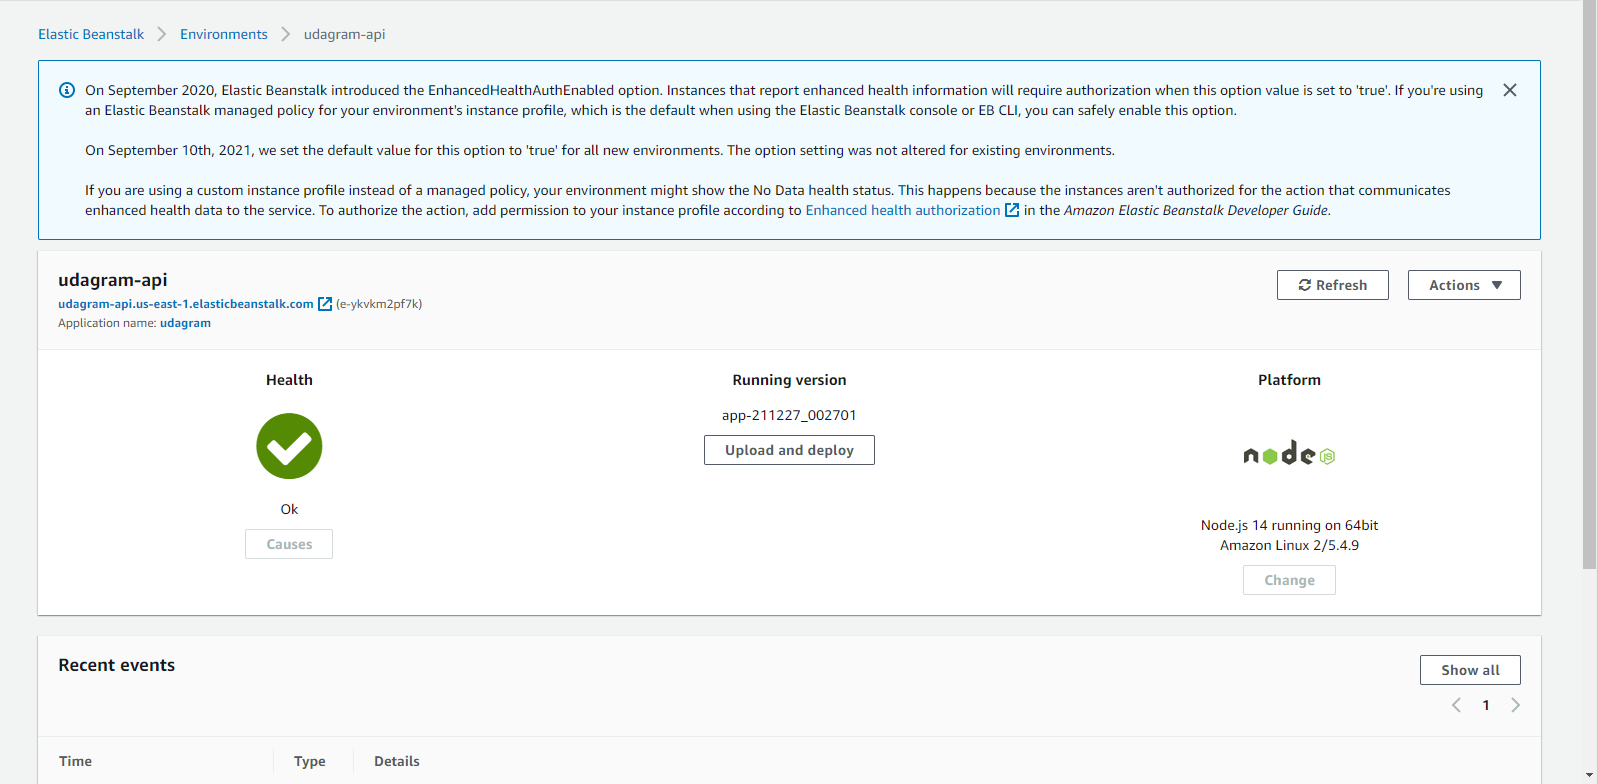 Elastic Beanstalk > Environments > udagram-api
On September 2020, Elastic Beanstalk introduced the EnhancedHealthAuthEnabled option. Instances that report enhanced health information will require authorization when this option value is set to 'true'. If you're using
an Elastic Beanstalk managed policy for your environment's instance profile, which is the default when using the Elastic Beanstalk console or EB CLI, you can safely enable this option.
On September 10th, 2021, we set the default value for this option to 'true' for all new environments. The option setting was not altered for existing environments.
If you are using a custom instance profile instead of a managed policy, your environment might show the No Data health status. This happens because the instances aren't authorized for the action that communicates
enhanced health data to the service. To authorize the action, add permission to your instance profile according to Enhanced health authorization in the Amazon Elastic Beanstalk Developer Guide.
udagram-api
Refresh
Actions
udagram-api.us-east-1.elasticbeanstalk.com (e-ykvkm2pf7k)
Application name: udagram
Health
Ok
Causes
Running version
app-211227_002701
Upload and deploy
Platform
node JS
Node.js 14 running on 64bit
Amazon Linux 2/5.4.9
Change
Recent events
Show all
1
Time Type Details